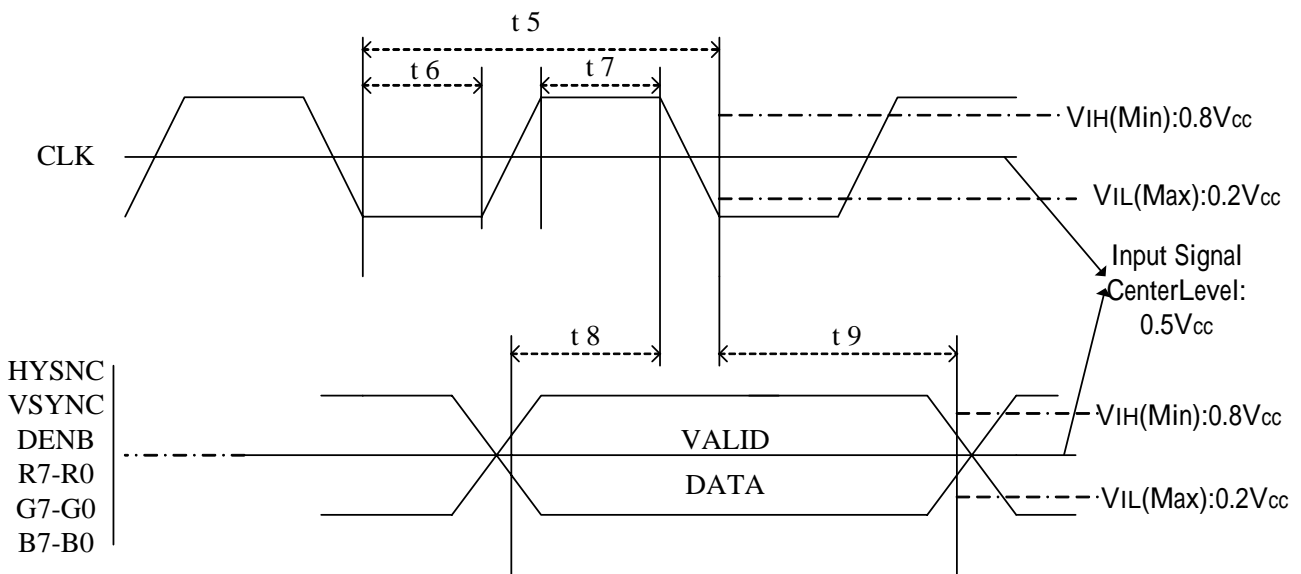 t 5
t 6
t 7
VIH(Min):0.8Vcc
CLK
VIL(Max):0.2Vcc
Input Signal
CenterLevel:
0.5Vcc
t 8
t 9
HYSNC
VSYNC
DENB
R7-R0
G7-G0
B7-B0
VALID
DATA
VIH(Min):0.8Vcc
VIL(Max):0.2Vcc